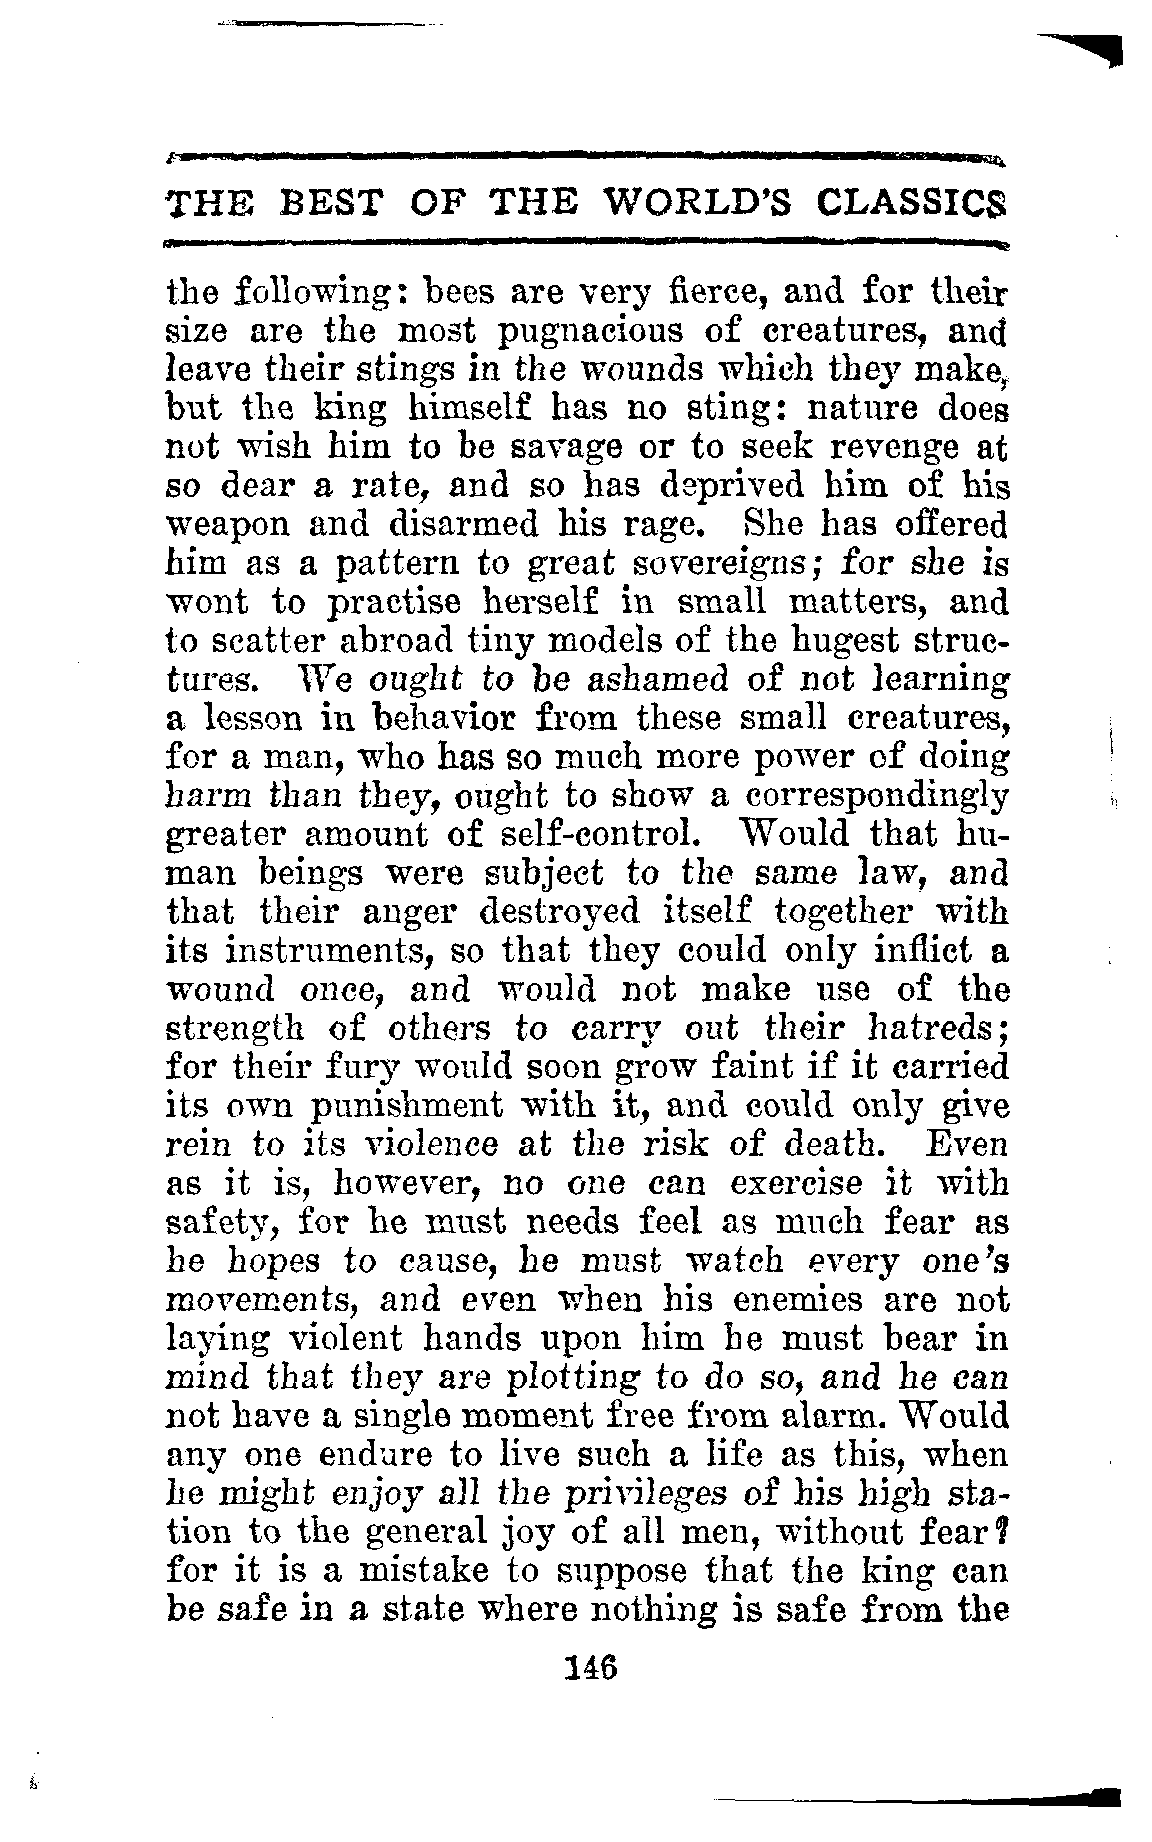 THE BEST OF THE WORLD'S CLASSICS
the following: bees are very fierce, and for their
size are the most pugnacious of creatures, and
leave their stings in the wounds which they make,
but the king himself has no sting: nature does
not wish him to be savage or to seek revenge at
so dear a rate, and so has deprived him of his
weapon and disarmed his rage. She has offered
him as a pattern to great sovereigns; for she is
wont to practise herself in small matters, and
to scatter abroad tiny models of the hugest struc-
tures. We ought to be ashamed of not learning
a lesson in behavior from these small creatures,
for a man, who has so much more power of doing
harm than they, ought to show a correspondingly
greater amount of self-control. Would that hu-
man beings were subject to the same law, and
that their anger destroyed itself together with
its instruments, so that they could only inflict a
wound once, and would not make use of the
strength of others to carry out their hatreds;
for their fury would soon grow faint if it carried
its own punishment with it, and could only give
rein to its violence at the risk of death. Even
as it is, however, no one can exercise it with
safety, for he must needs feel as much fear as
he hopes to cause, he must watch every one's
movements, and even when his enemies are not
laying violent hands upon him he must bear in
mind that they are plotting to do so, and he can
not have a single moment free from alarm. Would
any one endure to live such a life as this, when
he might enjoy all the privileges of his high sta-
tion to the general joy of all men, without fear?
for it is a mistake to suppose that the king can
be safe in a state where nothing is safe from the
146